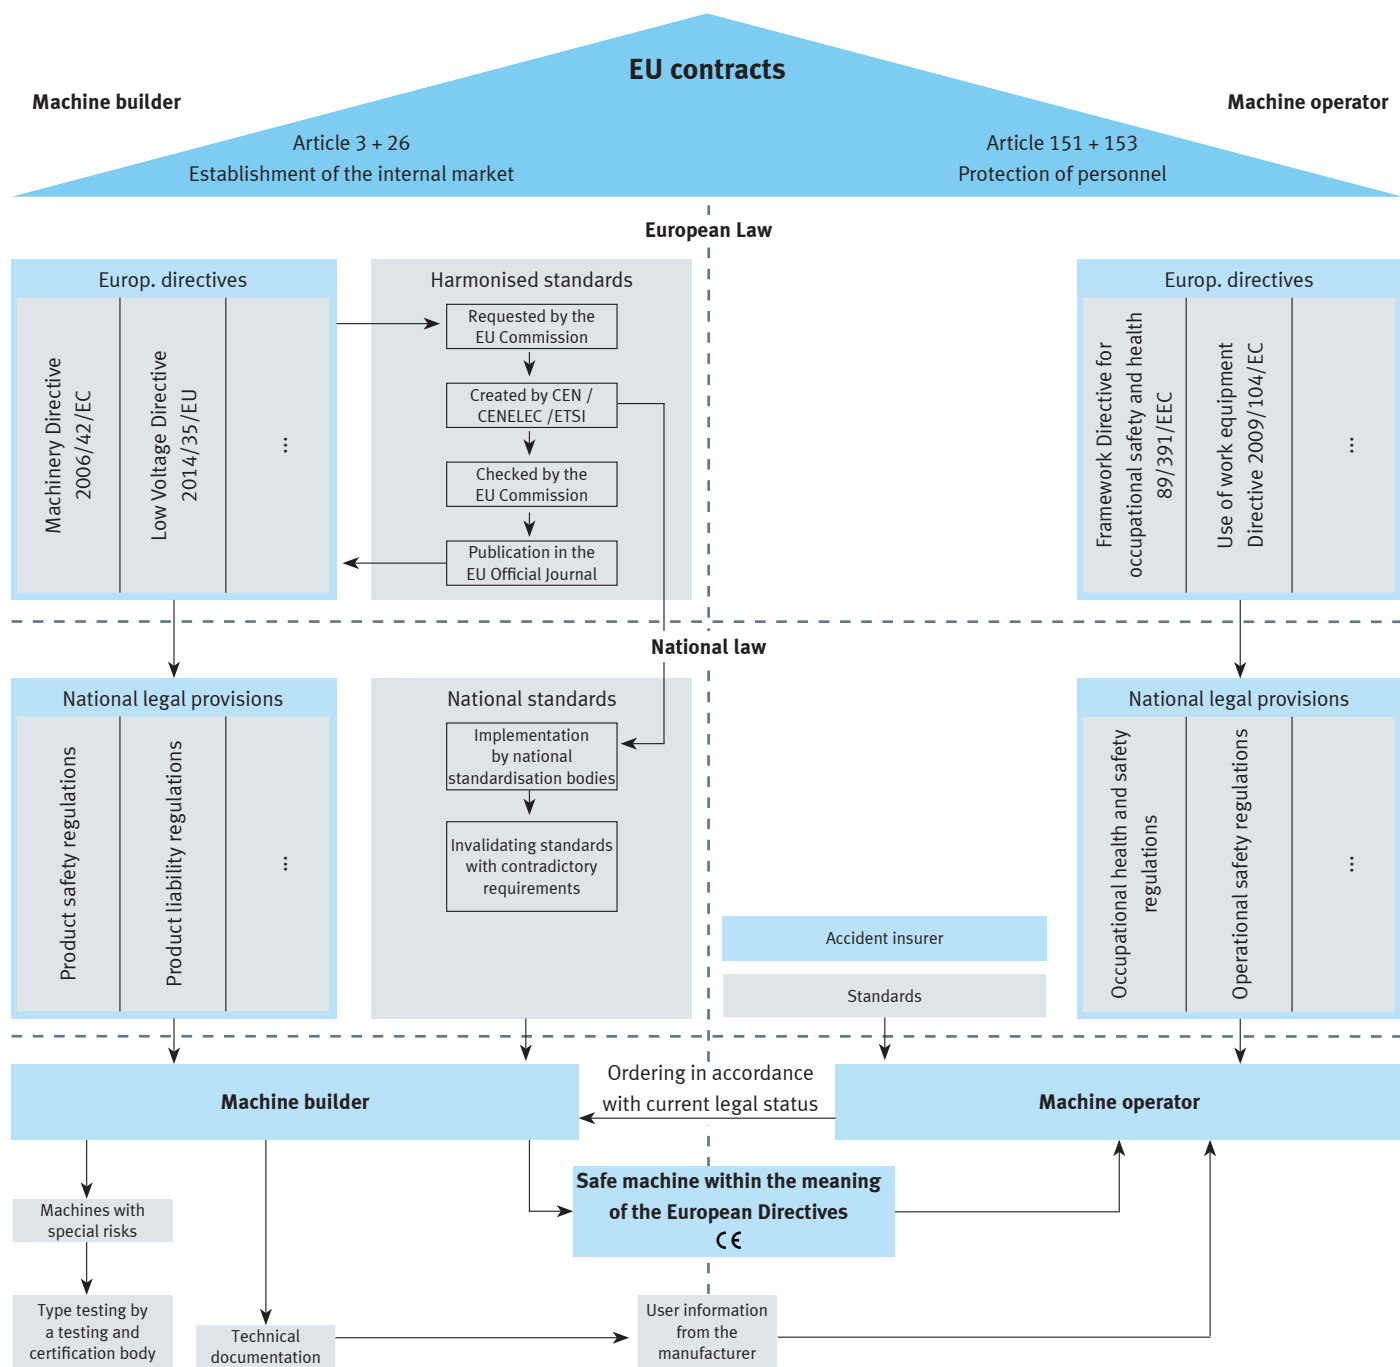 EU contracts
Machine builder
Machine operator
Article 3 + 26
Establishment of the internal market
Article 151 + 153
Protection of personnel
European Law
Europ. directives
Machinery Directive
2006/42/EC
Low Voltage Directive
2014/35/EU
...
Harmonised standards
Requested by the
EU Commission
Created by CEN /
CENELEC /ETSI
Checked by the
EU Commission
Publication in the
EU Official Journal
Europ. directives
Framework Directive for
occupational safety and health
89/391/EEC
Use of work equipment
Directive 2009/104/EC
...
National law
National legal provisions
Product safety regulations
Product liability regulations
...
National standards
Implementation
by national
standardisation bodies
Invalidating standards
with contradictory
requirements
Accident insurer
Standards
National legal provisions
Occupational health and safety
regulations
Operational safety regulations
...
Machine builder
Ordering in accordance
with current legal status
Machine operator
Safe machine within the meaning
of the European Directives
CE
Machines with
special risks
Type testing by
a testing and
certification body
Technical
documentation
User information
from the
manufacturer